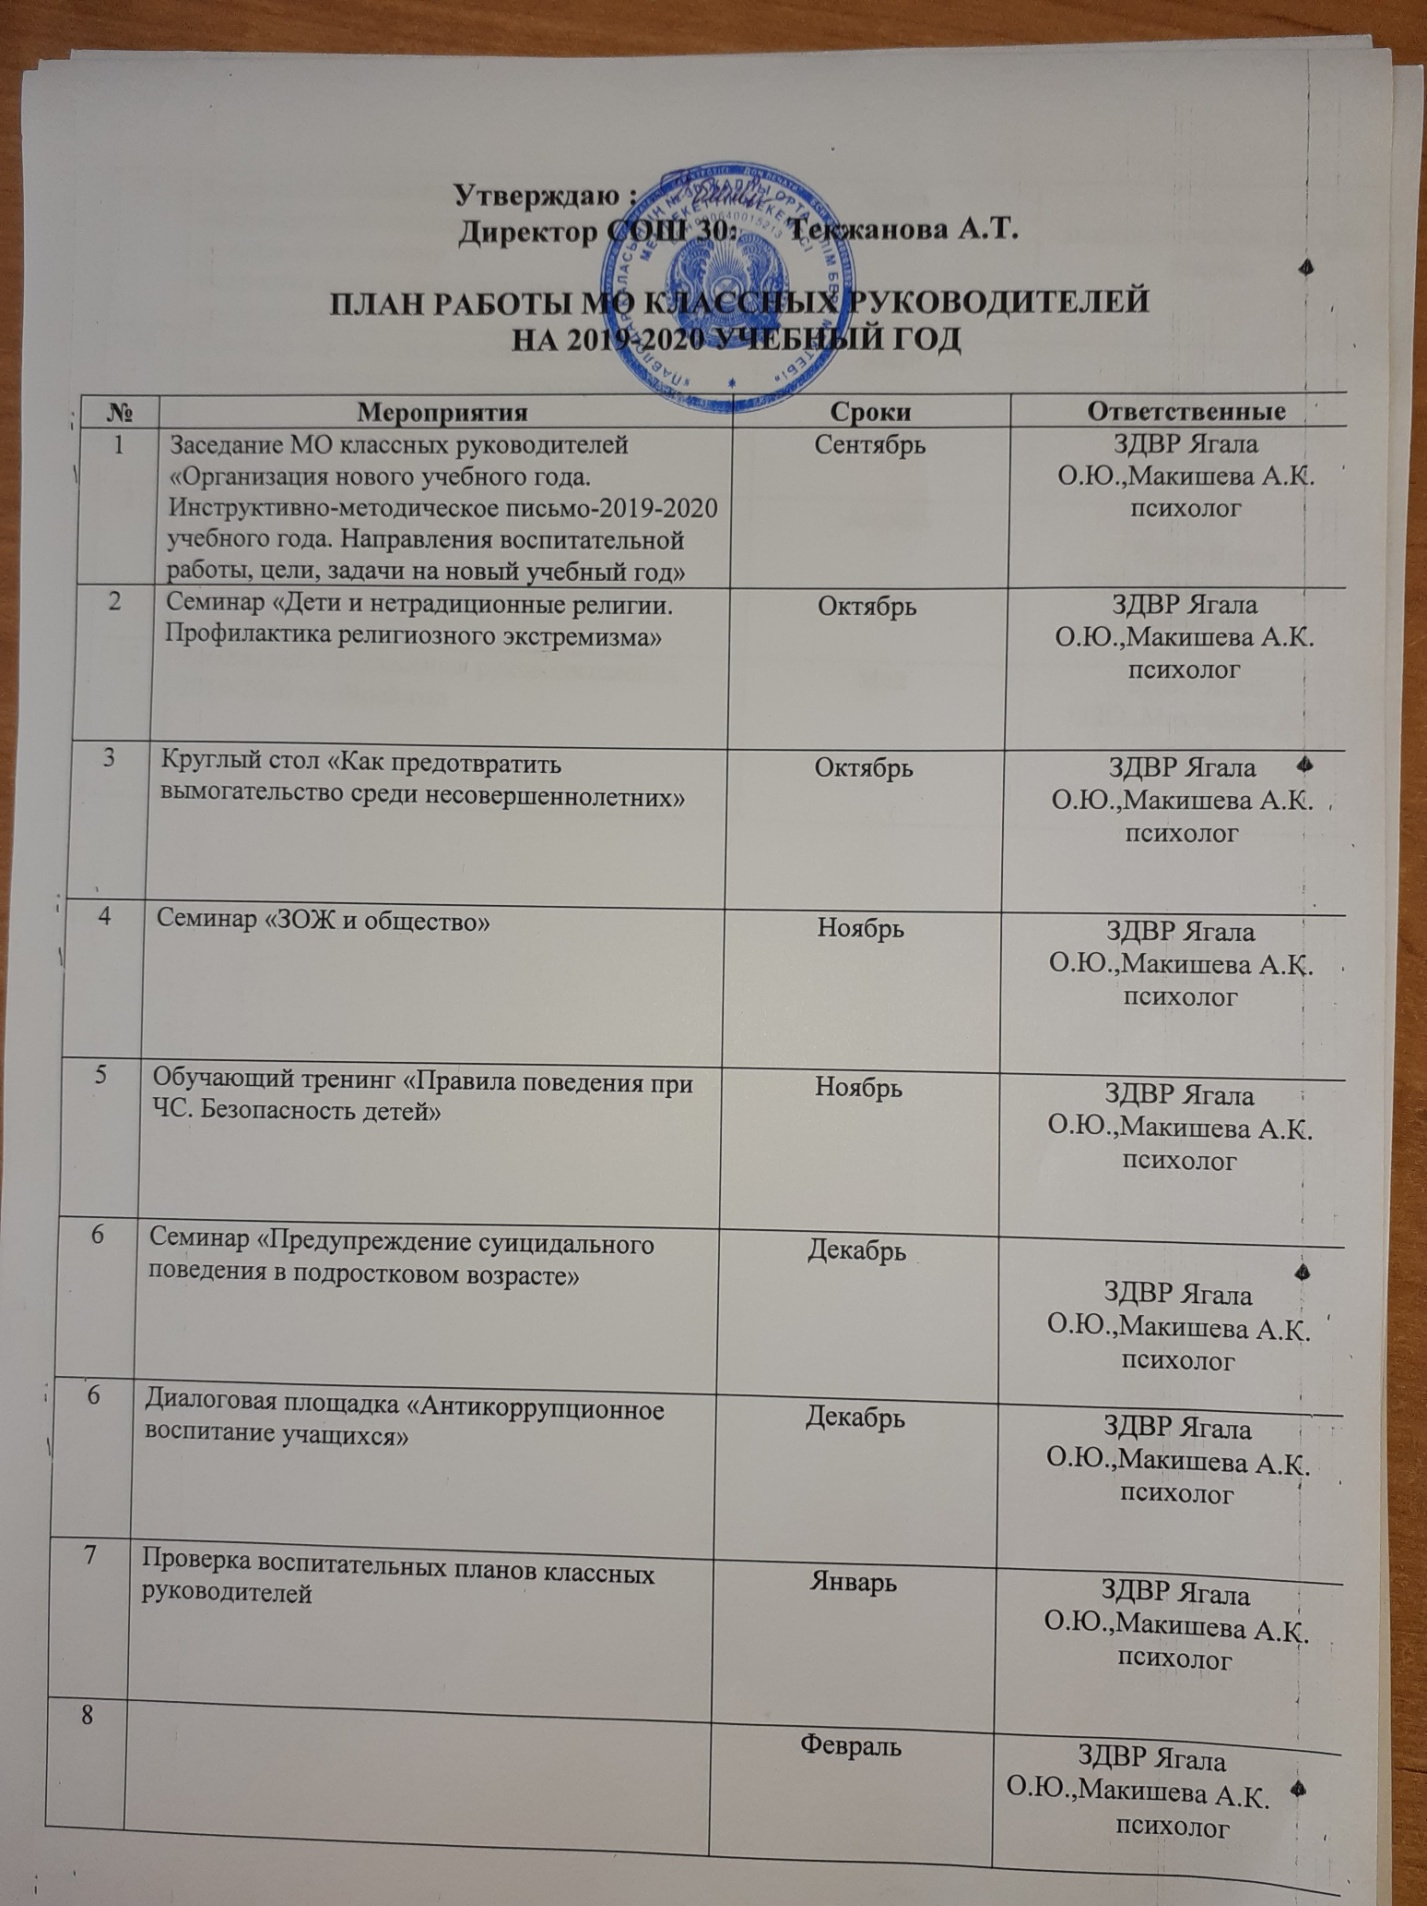 Утверждаю :
Директор СОШ 30: Текжанова А.Т.
ПЛАН РАБОТЫ МО КЛАССНЫХ РУКОВОДИТЕЛЕЙ
НА 2019-2020 УЧЕБНЫЙ ГОД
№ Мероприятия Сроки Ответственные
1 Заседание МО классных руководителей Сентябрь ЗДВР Ягала
«Организация нового учебного года. О.Ю.,Макишева А.К.
Инструктивно-методическое письмо-2019-2020 психолог
учебного года. Направления воспитательной
работы, цели, задачи на новый учебный год»
2 Семинар «Дети и нетрадиционные религии. Октябрь ЗДВР Ягала
Профилактика религиозного экстремизма» О.Ю.,Макишева А.К.
психолог
3 Круглый стол «Как предотвратить Октябрь ЗДВР Ягала
вымогательство среди несовершеннолетних» О.Ю.,Макишева А.К.
психолог
4 Семинар «ЗОЖ и общество» Ноябрь ЗДВР Ягала
О.Ю.,Макишева А.К.
психолог
5 Обучающий тренинг «Правила поведения при Ноябрь ЗДВР Ягала
ЧС. Безопасность детей» О.Ю.,Макишева А.К.
психолог
6 Семинар «Предупреждение суицидального Декабрь
поведения в подростковом возрасте» ЗДВР Ягала
О.Ю.,Макишева А.К.
психолог
6 Диалоговая площадка «Антикоррупционное Декабрь ЗДВР Ягала
воспитание учащихся» О.Ю.,Макишева А.К.
психолог
7 Проверка воспитательных планов классных Январь ЗДВР Ягала
руководителей О.Ю.,Макишева А.К.
психолог
8 Февраль ЗДВР Ягала
О.Ю.,Макишева А.К.
психолог